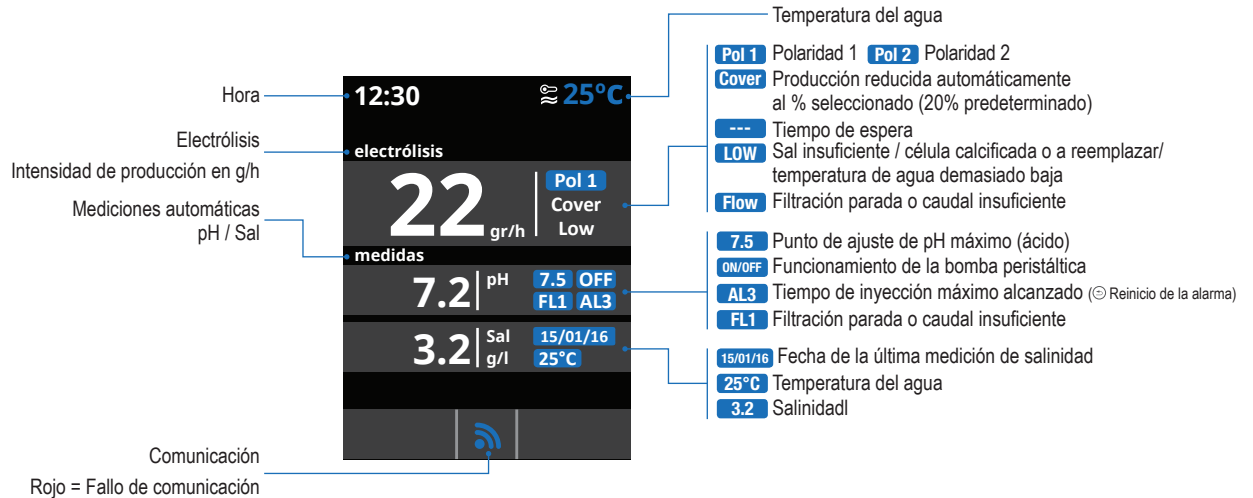 Temperatura del agua
Pol 1 Polaridad 1 Pol 2 Polaridad 2
Cover Producción reducida automáticamente
al % seleccionado (20% predeterminado)
--- Tiempo de espera
LOW Sal insuficiente / célula calcificada o a reemplazar/
temperatura de agua demasiado baja
Flow Filtración parada o caudal insuficiente
7.5 Punto de ajuste de pH máximo (ácido)
ON/OFF Funcionamiento de la bomba peristáltica
AL3 Tiempo de inyección máximo alcanzado (⊝ Reinicio de la alarma)
FL1 Filtración parada o caudal insuficiente
15/01/16 Fecha de la última medición de salinidad
25°C Temperatura del agua
3.2 Salinidadl
Hora
Electrólisis
Intensidad de producción en g/h
Mediciones automáticas
pH / Sal
Comunicación
Rojo = Fallo de comunicación
12:30 25°C
electrólisis
22 gr/h
Pol 1
Cover
Low
medidas
7.2 pH 7.5 OFF
FL1 AL3
3.2 Sal 15/01/16
g/l 25°C